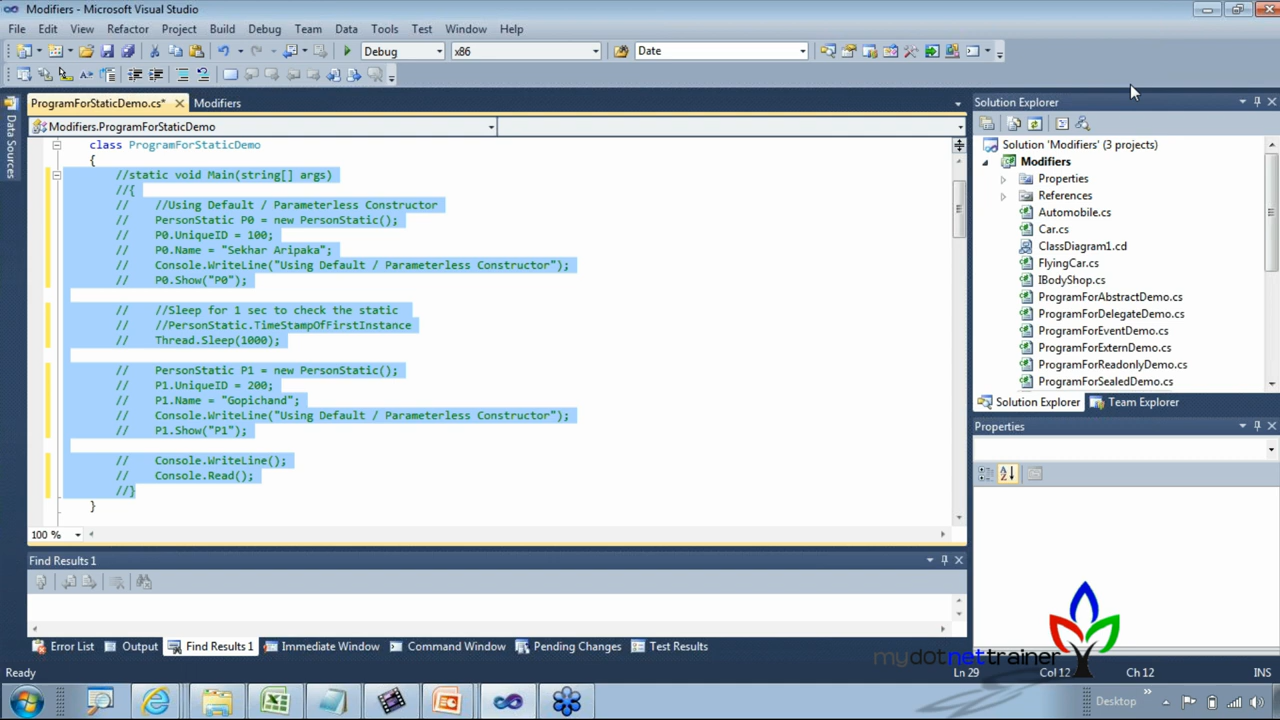 Modifiers - Microsoft Visual Studio
File Edit View Refactor Project Build Debug Team Data Tools Test Window Help
Debug x86 Date
Data Sources
ProgramForStaticDemo.cs* Modifiers
Modifiers.ProgramForStaticDemo
class ProgramForStaticDemo
{
//static void Main(string[] args)
//{
// //Using Default / Parameterless Constructor
// PersonStatic P0 = new PersonStatic();
// P0.UniqueID = 100;
// P0.Name = "Sekhar Aripaka";
// Console.WriteLine("Using Default / Parameterless Constructor");
// P0.Show("P0");
// //Sleep for 1 sec to check the static
// //PersonStatic.TimeStampOfFirstInstance
// Thread.Sleep(1000);
// PersonStatic P1 = new PersonStatic();
// P1.UniqueID = 200;
// P1.Name = "Gopichand";
// Console.WriteLine("Using Default / Parameterless Constructor");
// P1.Show("P1");
// Console.WriteLine();
// Console.Read();
//}
}
100 %
Solution Explorer
Solution 'Modifiers' (3 projects)
Modifiers
Properties
References
Automobile.cs
Car.cs
ClassDiagram1.cd
FlyingCar.cs
IBodyShop.cs
ProgramForAbstractDemo.cs
ProgramForDelegateDemo.cs
ProgramForEventDemo.cs
ProgramForExternDemo.cs
ProgramForReadonlyDemo.cs
ProgramForSealedDemo.cs
Solution Explorer Team Explorer
Properties
Find Results 1
Error List Output Find Results 1 Immediate Window Command Window Pending Changes Test Results
mydotnettrainer
Ready Ln 29 Col 12 Ch 12 INS
Desktop